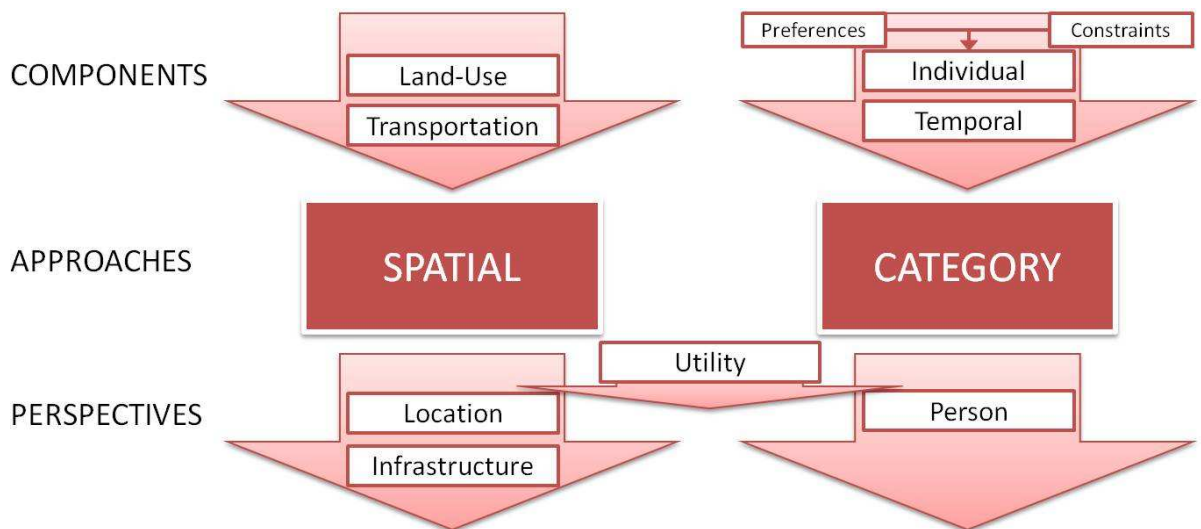 Preferences
Constraints
COMPONENTS
Land-Use
Individual
Transportation
Temporal
APPROACHES
SPATIAL
CATEGORY
Utility
PERSPECTIVES
Location
Person
Infrastructure